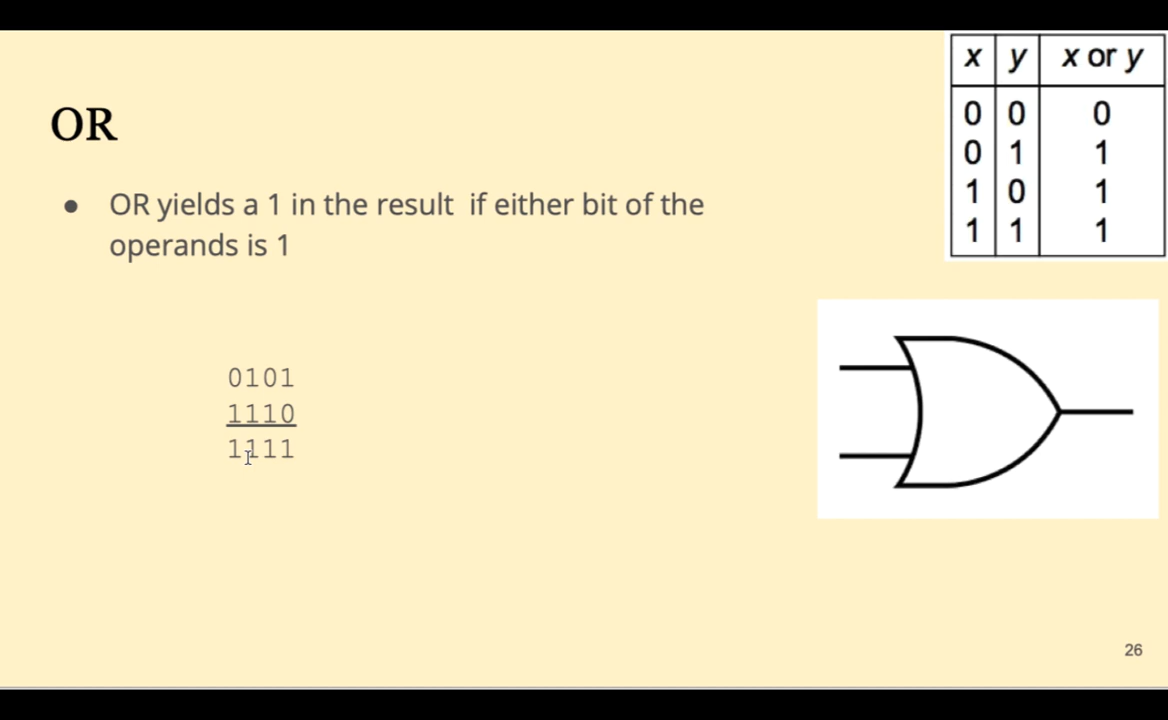 OR
● OR yields a 1 in the result  if either bit of the
operands is 1
0101
1110
1111
x y x or y
0 0 0
0 1 1
1 0 1
1 1 1
26